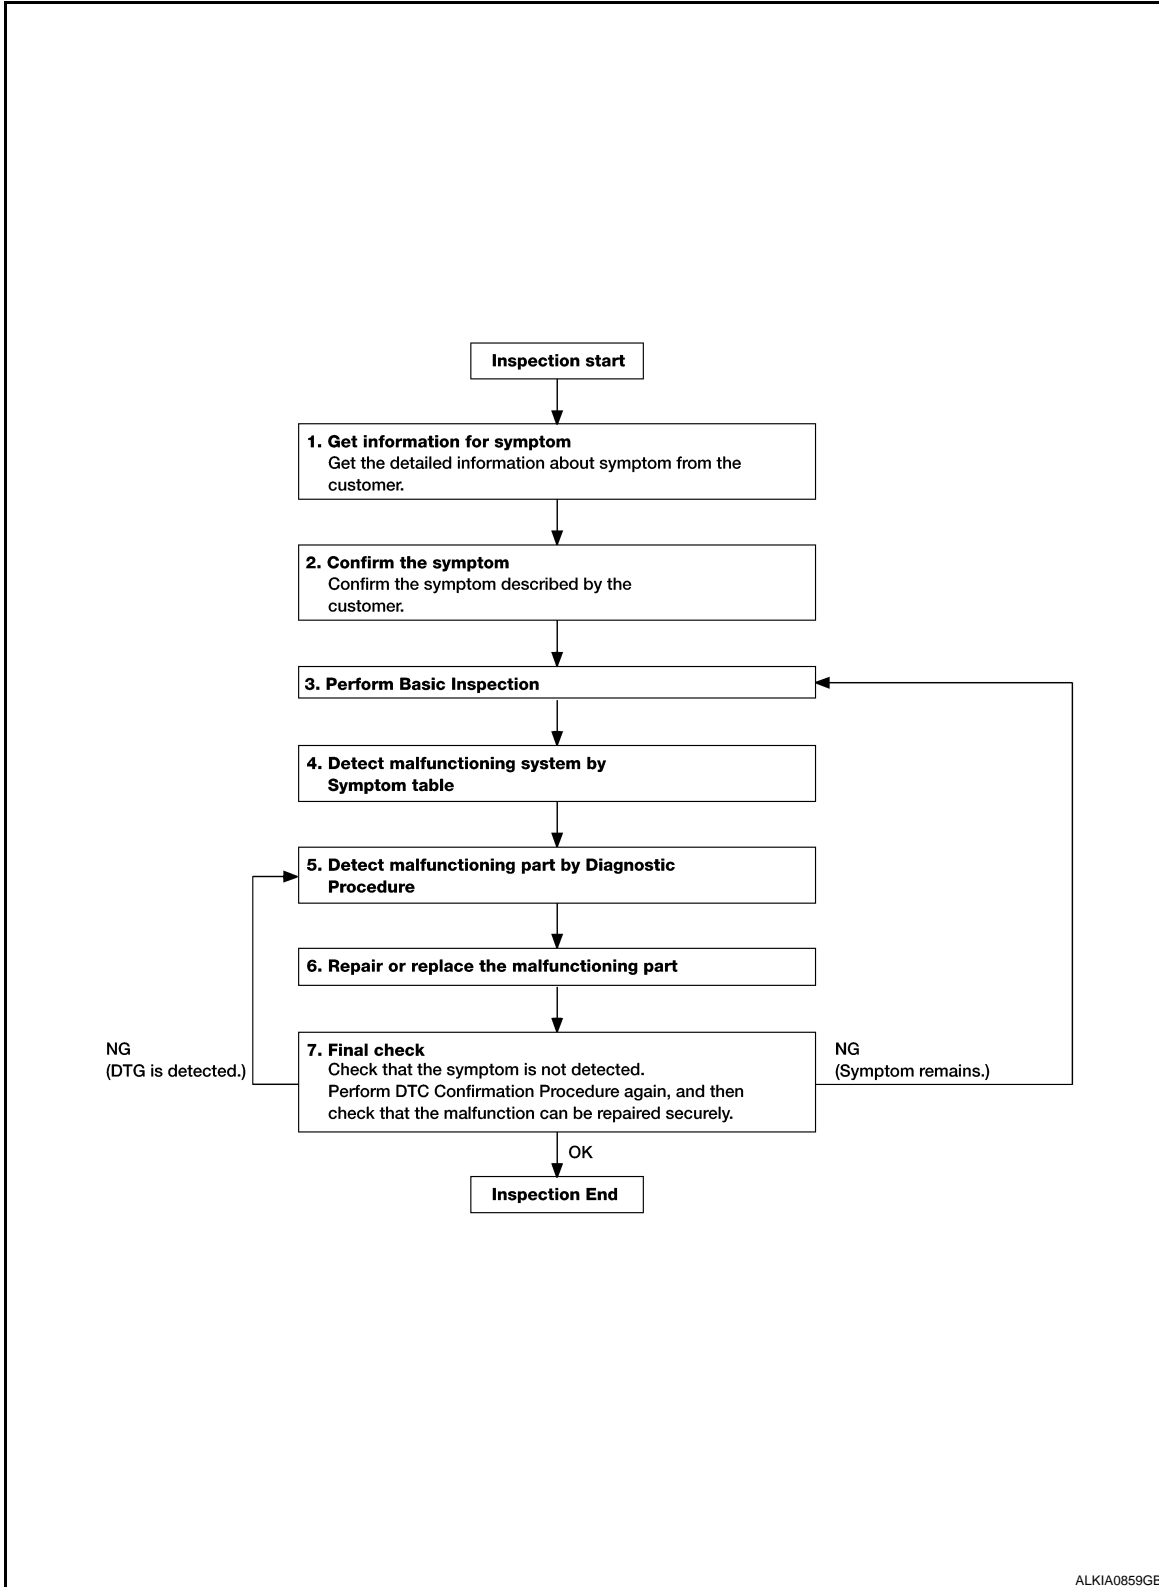 Inspection start
1. Get information for symptom
Get the detailed information about symptom from the
customer.
2. Confirm the symptom
Confirm the symptom described by the
customer.
3. Perform Basic Inspection
4. Detect malfunctioning system by
Symptom table
5. Detect malfunctioning part by Diagnostic
Procedure
6. Repair or replace the malfunctioning part
NG
(DTG is detected.)
7. Final check
Check that the symptom is not detected.
Perform DTC Confirmation Procedure again, and then
check that the malfunction can be repaired securely.
NG
(Symptom remains.)
OK
Inspection End
ALKIA0859GB